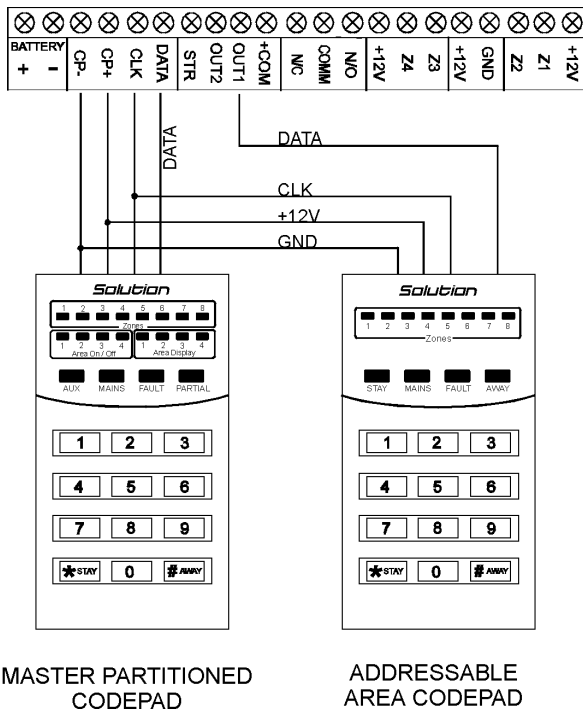 BATTERY
+ - CP- CP+ CLK DATA STR OUT2 OUT1 +COM N/C COMM N/O +12V Z4 Z3 +12V GND Z2 Z1 +12V
DATA
DATA
CLK
+12V
GND
Solution
1 2 3 4 5 6 7 8
Zones
1 2 3 4 1 2 3 4
Area On / Off Area Display
AUX MAINS FAULT PARTIAL
1 2 3
4 5 6
7 8 9
*STAY 0 # AWAY
MASTER PARTITIONED
CODEPAD
Solution
1 2 3 4 5 6 7 8
Zones
STAY MAINS FAULT AWAY
1 2 3
4 5 6
7 8 9
*STAY 0 # AWAY
ADDRESSABLE
AREA CODEPAD